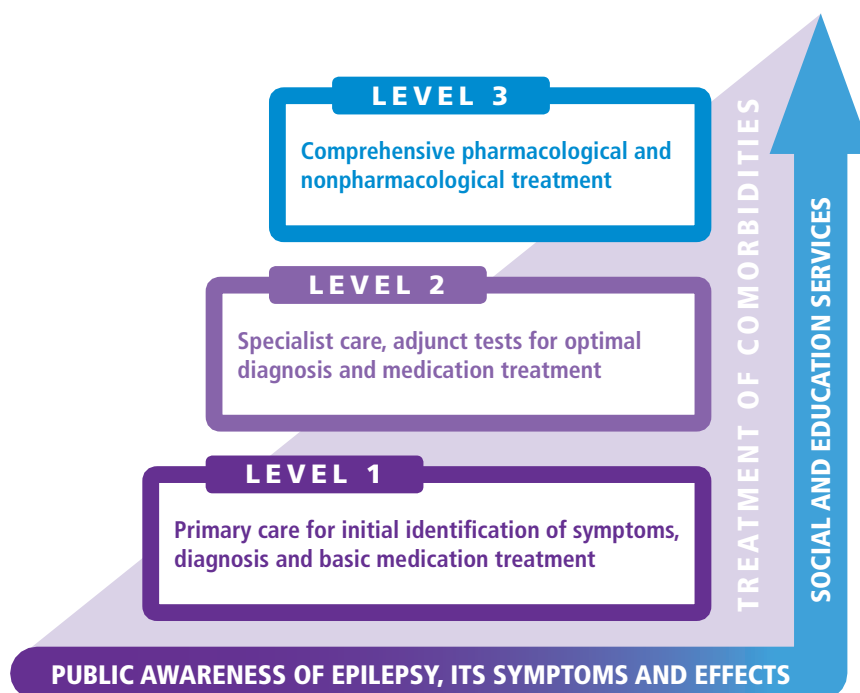 LEVEL 3
Comprehensive pharmacological and
nonpharmacological treatment
LEVEL 2
Specialist care, adjunct tests for optimal
diagnosis and medication treatment
LEVEL 1
Primary care for initial identification of symptoms,
diagnosis and basic medication treatment
TREATMENT OF COMORBIDITIES
SOCIAL AND EDUCATION SERVICES
PUBLIC AWARENESS OF EPILEPSY, ITS SYMPTOMS AND EFFECTS